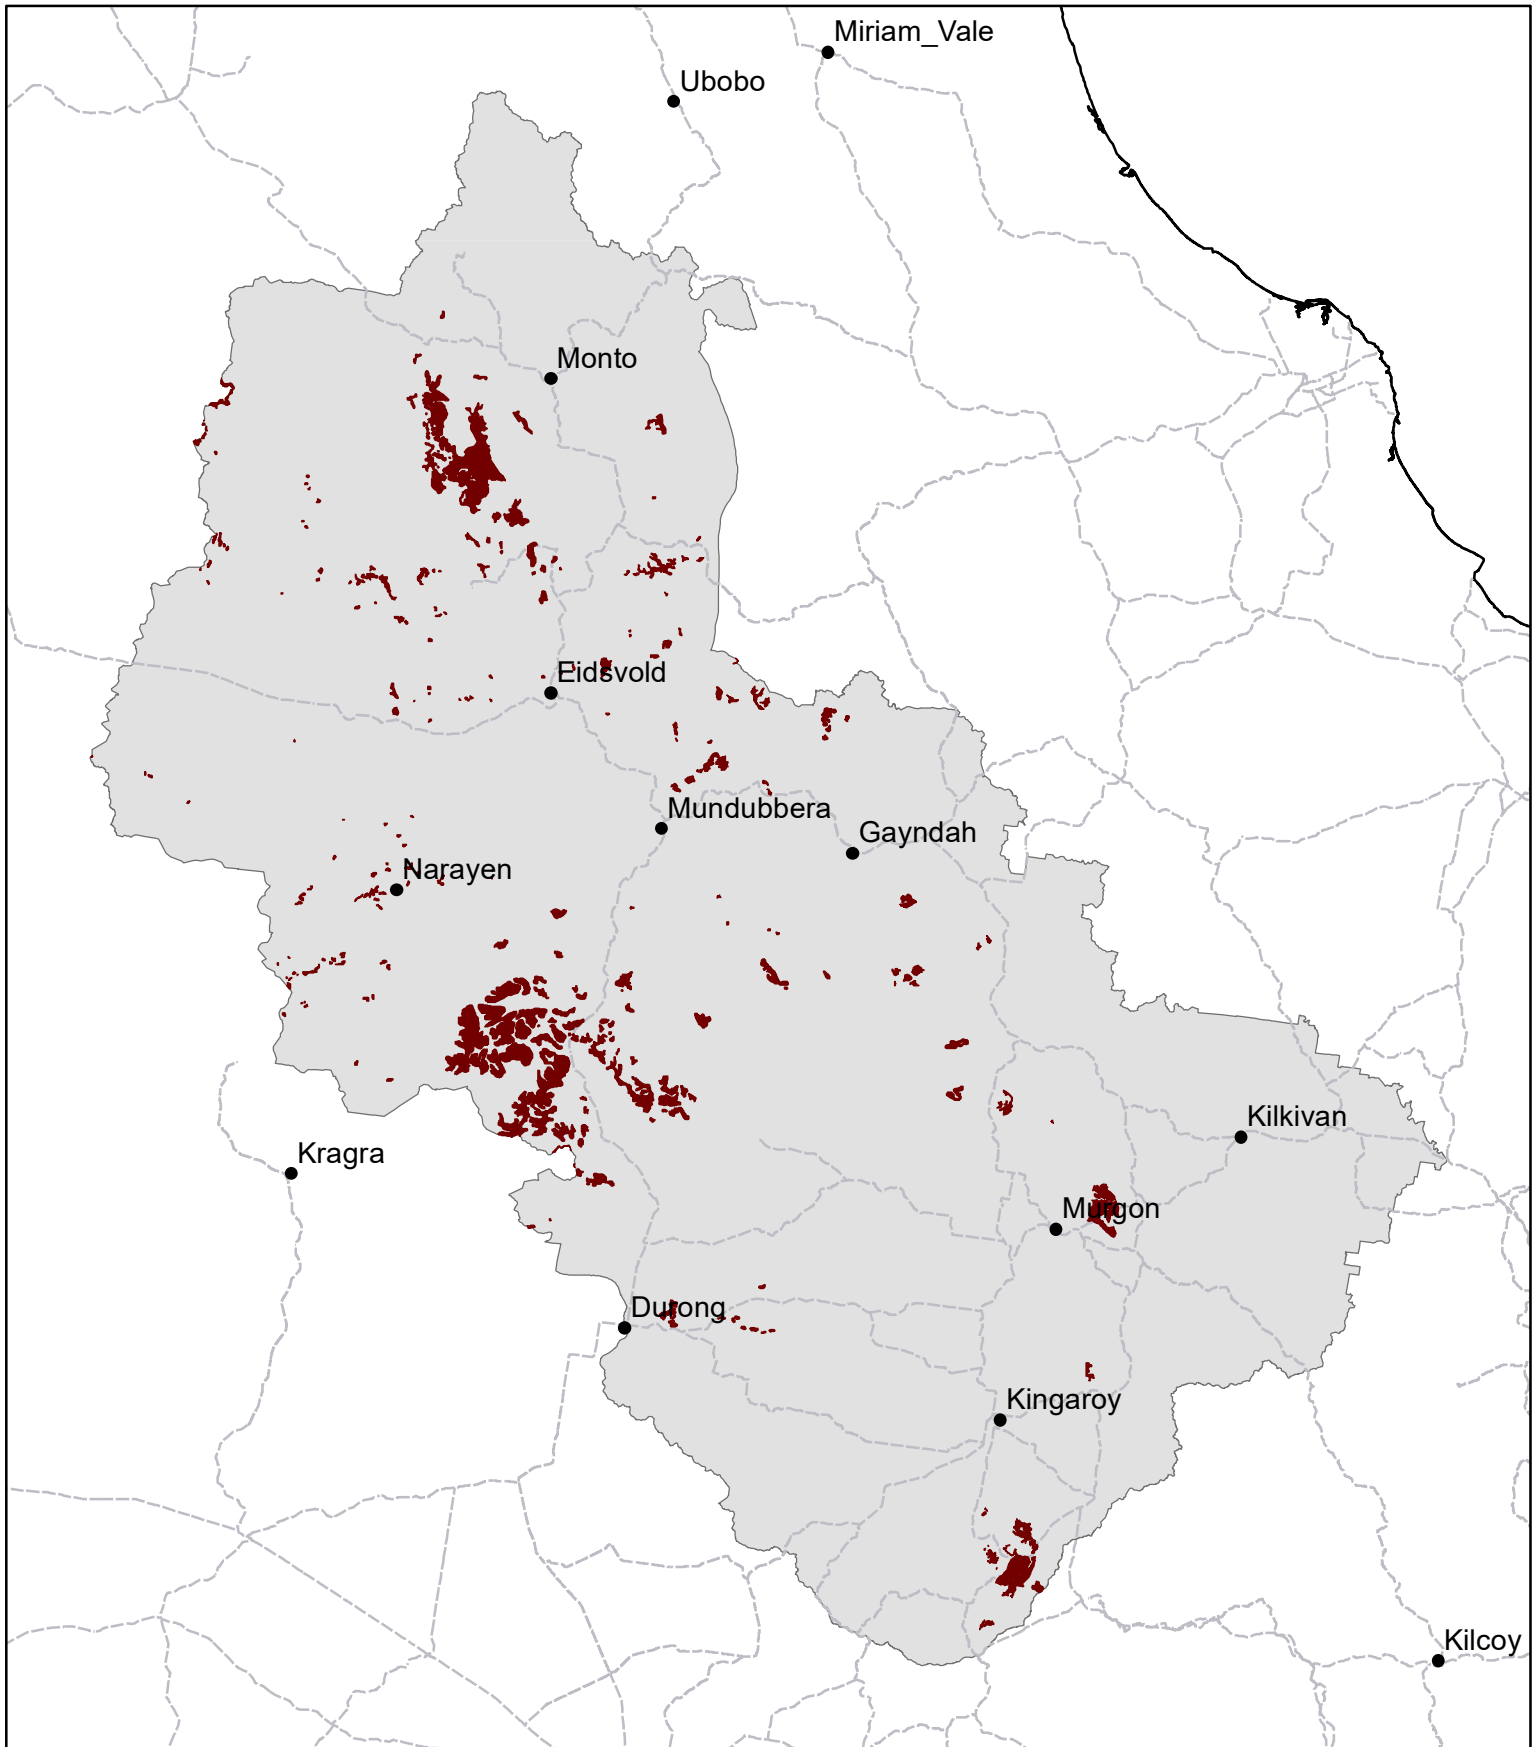 Miriam_Vale
Ubobo
Monto
Eidsvold
Mundubbera
Gayndah
Narayen
Kilkivan
Kragra
Murgon
Durong
Kingaroy
Kilcoy